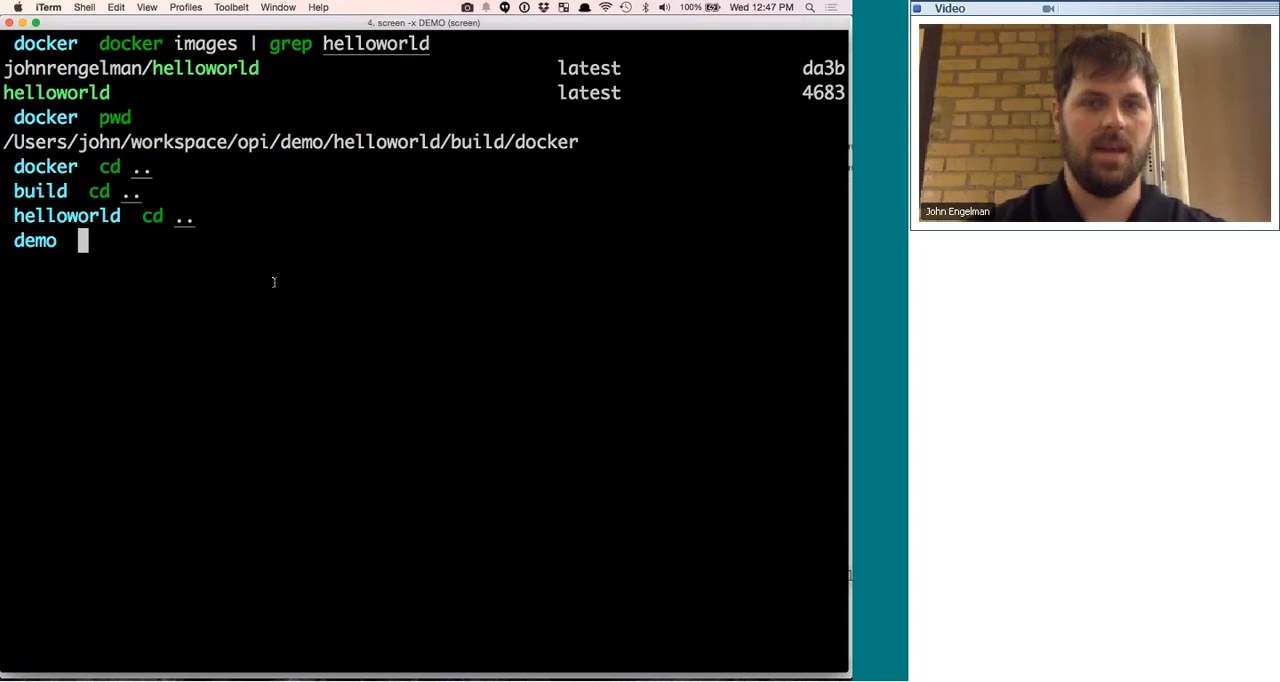 iTerm Shell Edit View Profiles Toolbelt Window Help 100% Wed 12:47 PM
4. screen -x DEMO (screen)
docker docker images | grep helloworld
johnrengelman/helloworld latest da3b
helloworld latest 4683
docker pwd
/Users/john/workspace/opi/demo/helloworld/build/docker
docker cd ..
build cd ..
helloworld cd ..
demo
Video
John Engelman